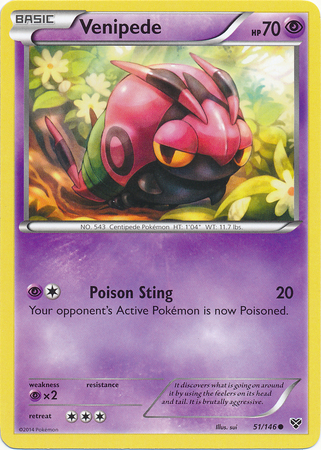 BASIC
Venipede
HP70
NO. 543 Centipede Pokémon HT: 1'04" WT: 11.7 lbs.
Poison Sting 20
Your opponent's Active Pokémon is now Poisoned.
weakness
resistance
×2
retreat
It discovers what is going on around
it by using the feelers on its head
and tail. It is brutally aggressive.
©2014 Pokémon
Illus. sui
51/146